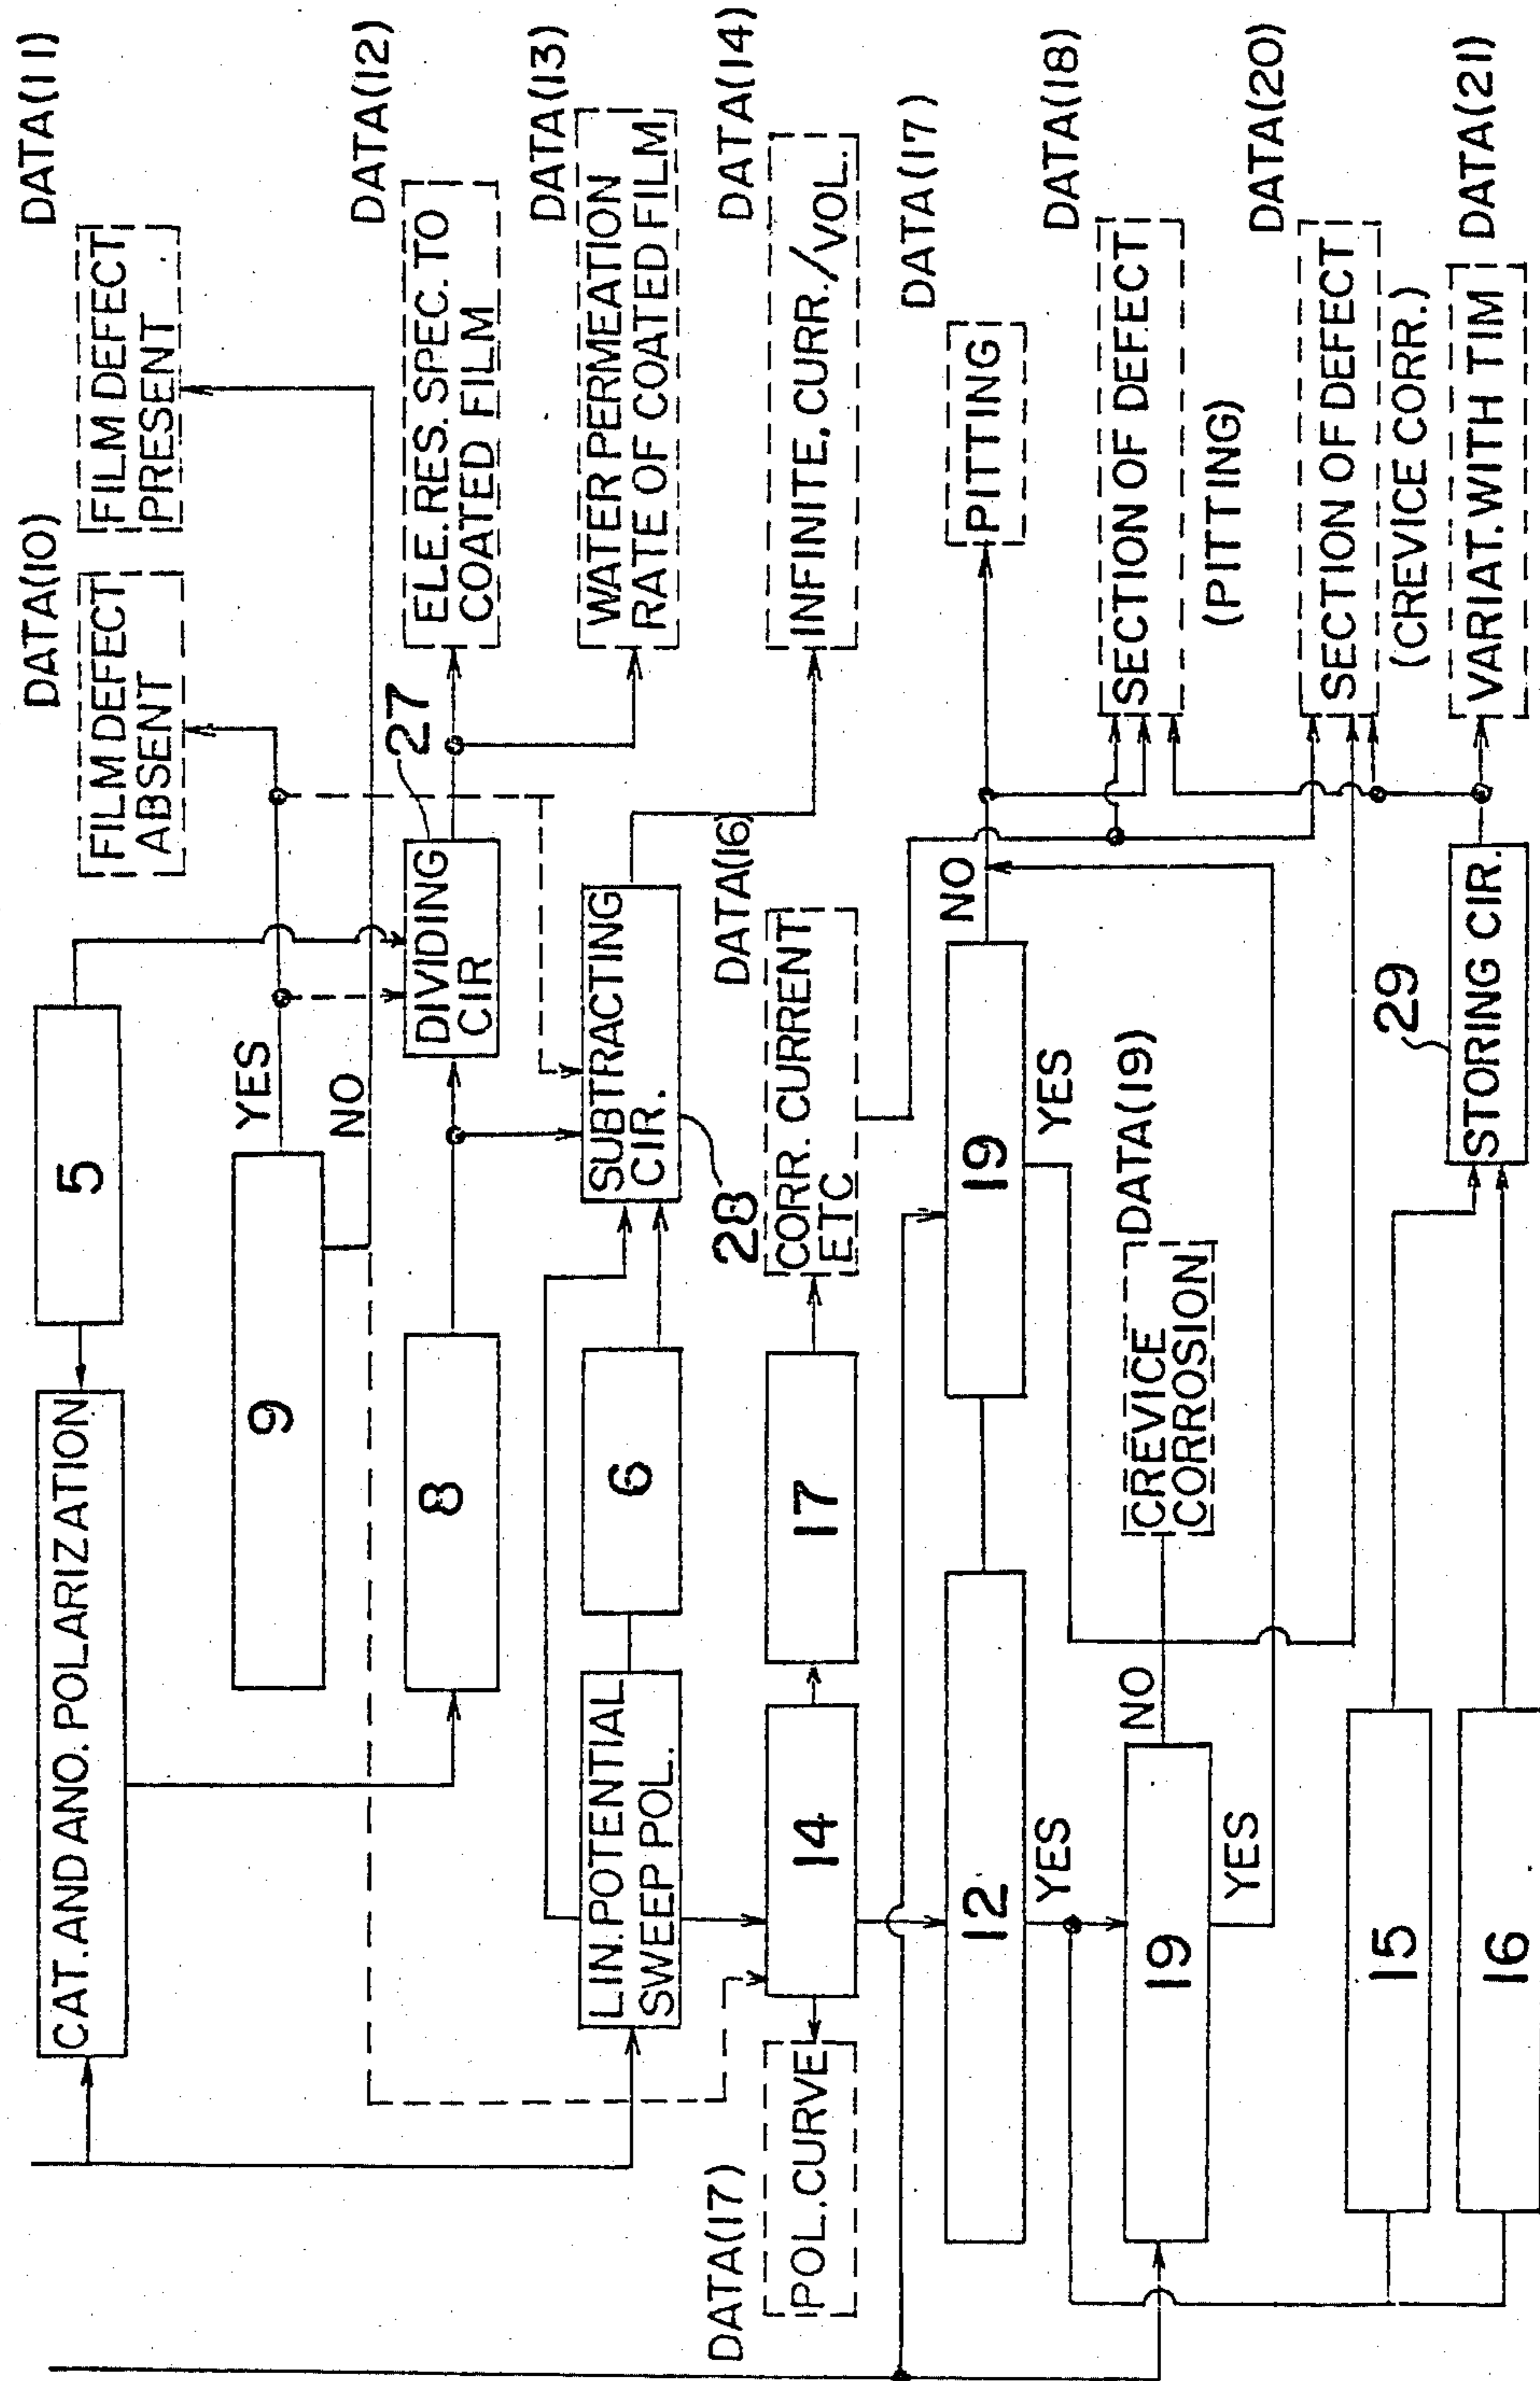 DATA(10)
DATA(11)
FILM DEFECT
ABSENT
FILM DEFECT
PRESENT
CAT. AND ANO. POLARIZATION
5
9
YES
NO
DATA(12)
8
DIVIDING
CIR
27
ELE. RES. SPEC. TO
COATED FILM
DATA(13)
LIN. POTENTIAL
SWEEP POL.
6
SUBTRACTING
CIR.
28
WATER PERMEATION
RATE OF COATED FILM
DATA(14)
DATA(17)
POL. CURVE
14
17
DATA(16)
CORR. CURRENT
ETC
INFINITE. CURR./VOL.
DATA(17)
12
YES
19
NO
YES
PITTING
DATA(18)
19
NO
YES
CREVICE
CORROSION
DATA(19)
SECTION OF DEFECT
(PITTING)
DATA(20)
SECTION OF DEFECT
(CREVICE CORR.)
15
16
29
STORING CIR.
VARIAT. WITH TIM
DATA(21)